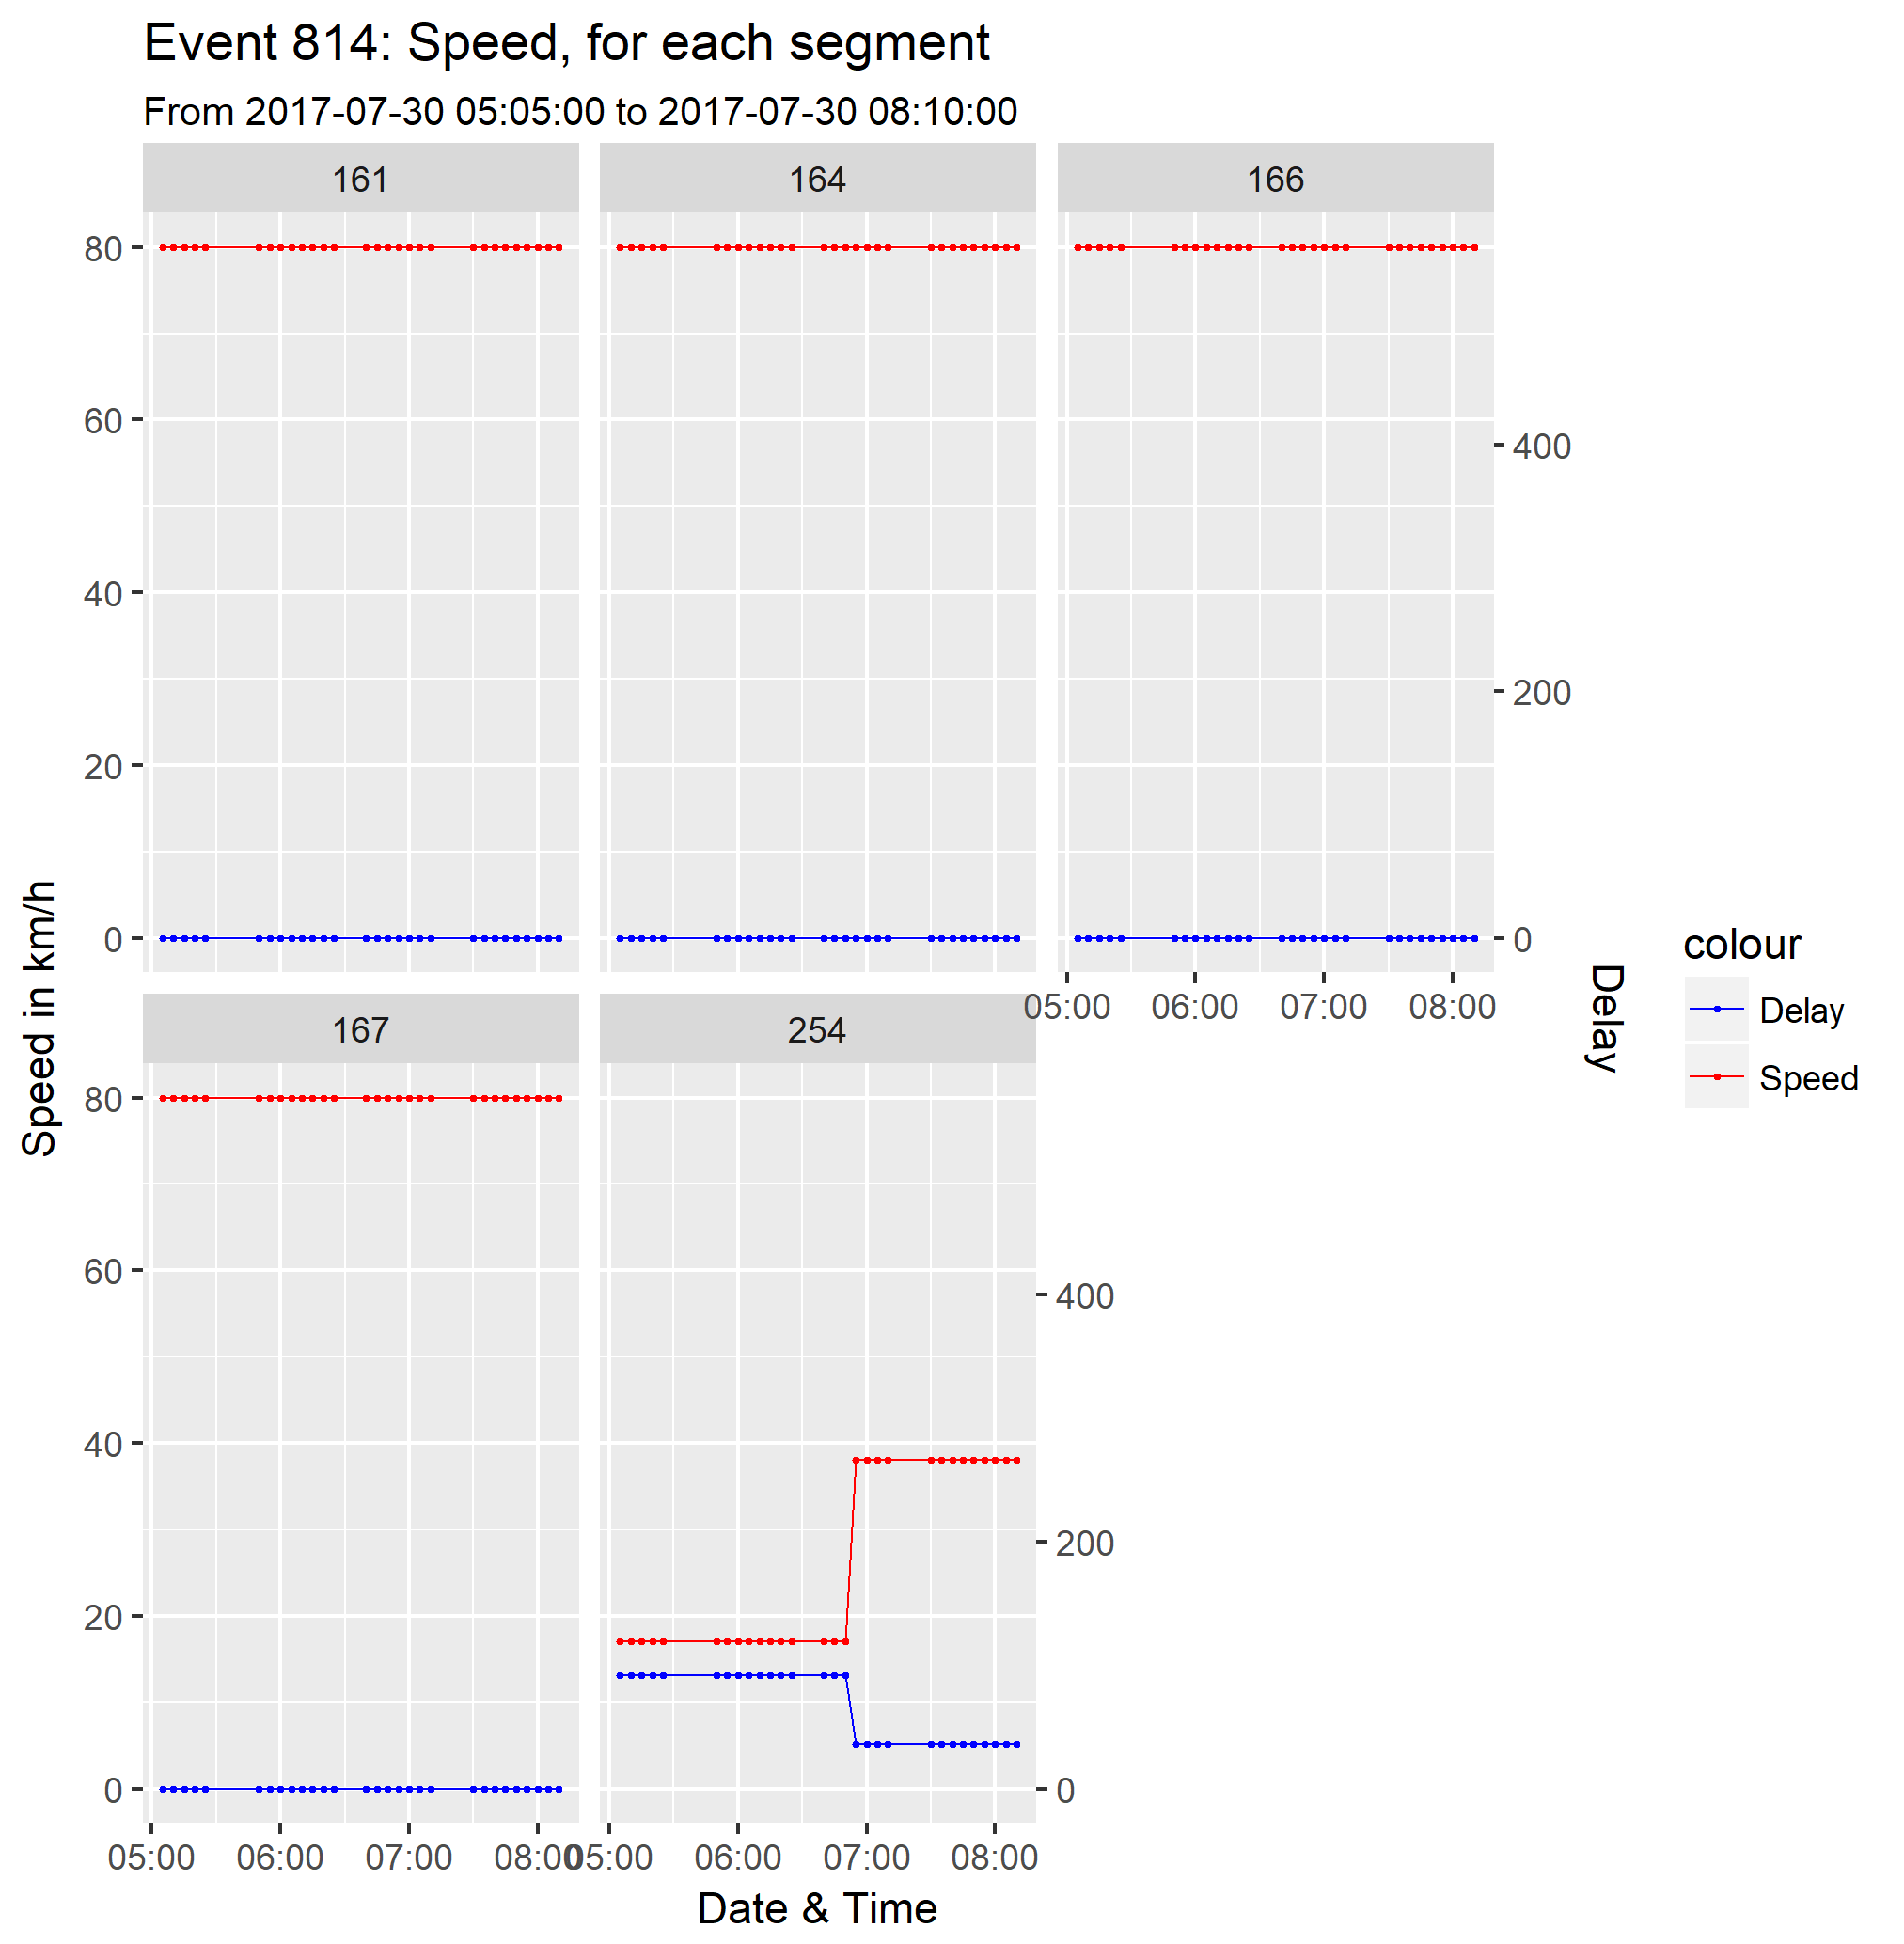 Event 814: Speed, for each segment
From 2017-07-30 05:05:00 to 2017-07-30 08:10:00
161
164
166
80
60
40
20
0
400
200
0
05:00 06:00 07:00 08:00
167
254
80
60
40
20
0
400
200
0
05:00 06:00 07:00 08:00
05:00 06:00 07:00 08:00
Date & Time
Speed in km/h
Delay
colour
Delay
Speed